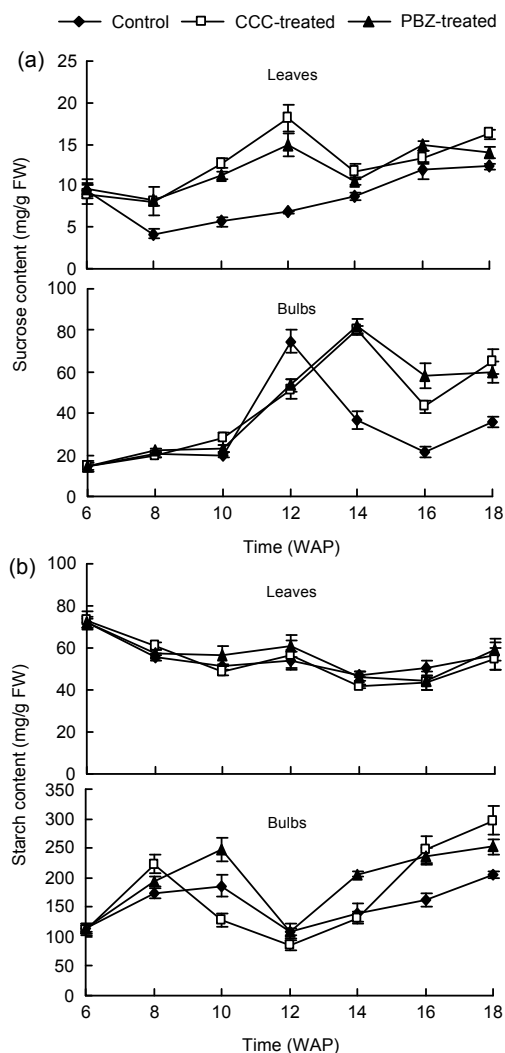 Control CCC-treated PBZ-treated
(a)
Leaves
25
20
15
10
5
0
Bulbs
100
80
60
40
20
0
6 8 10 12 14 16 18
Time (WAP)
Sucrose content (mg/g FW)
(b)
Leaves
100
80
60
40
20
0
Bulbs
350
300
250
200
150
100
50
0
6 8 10 12 14 16 18
Time (WAP)
Starch content (mg/g FW)